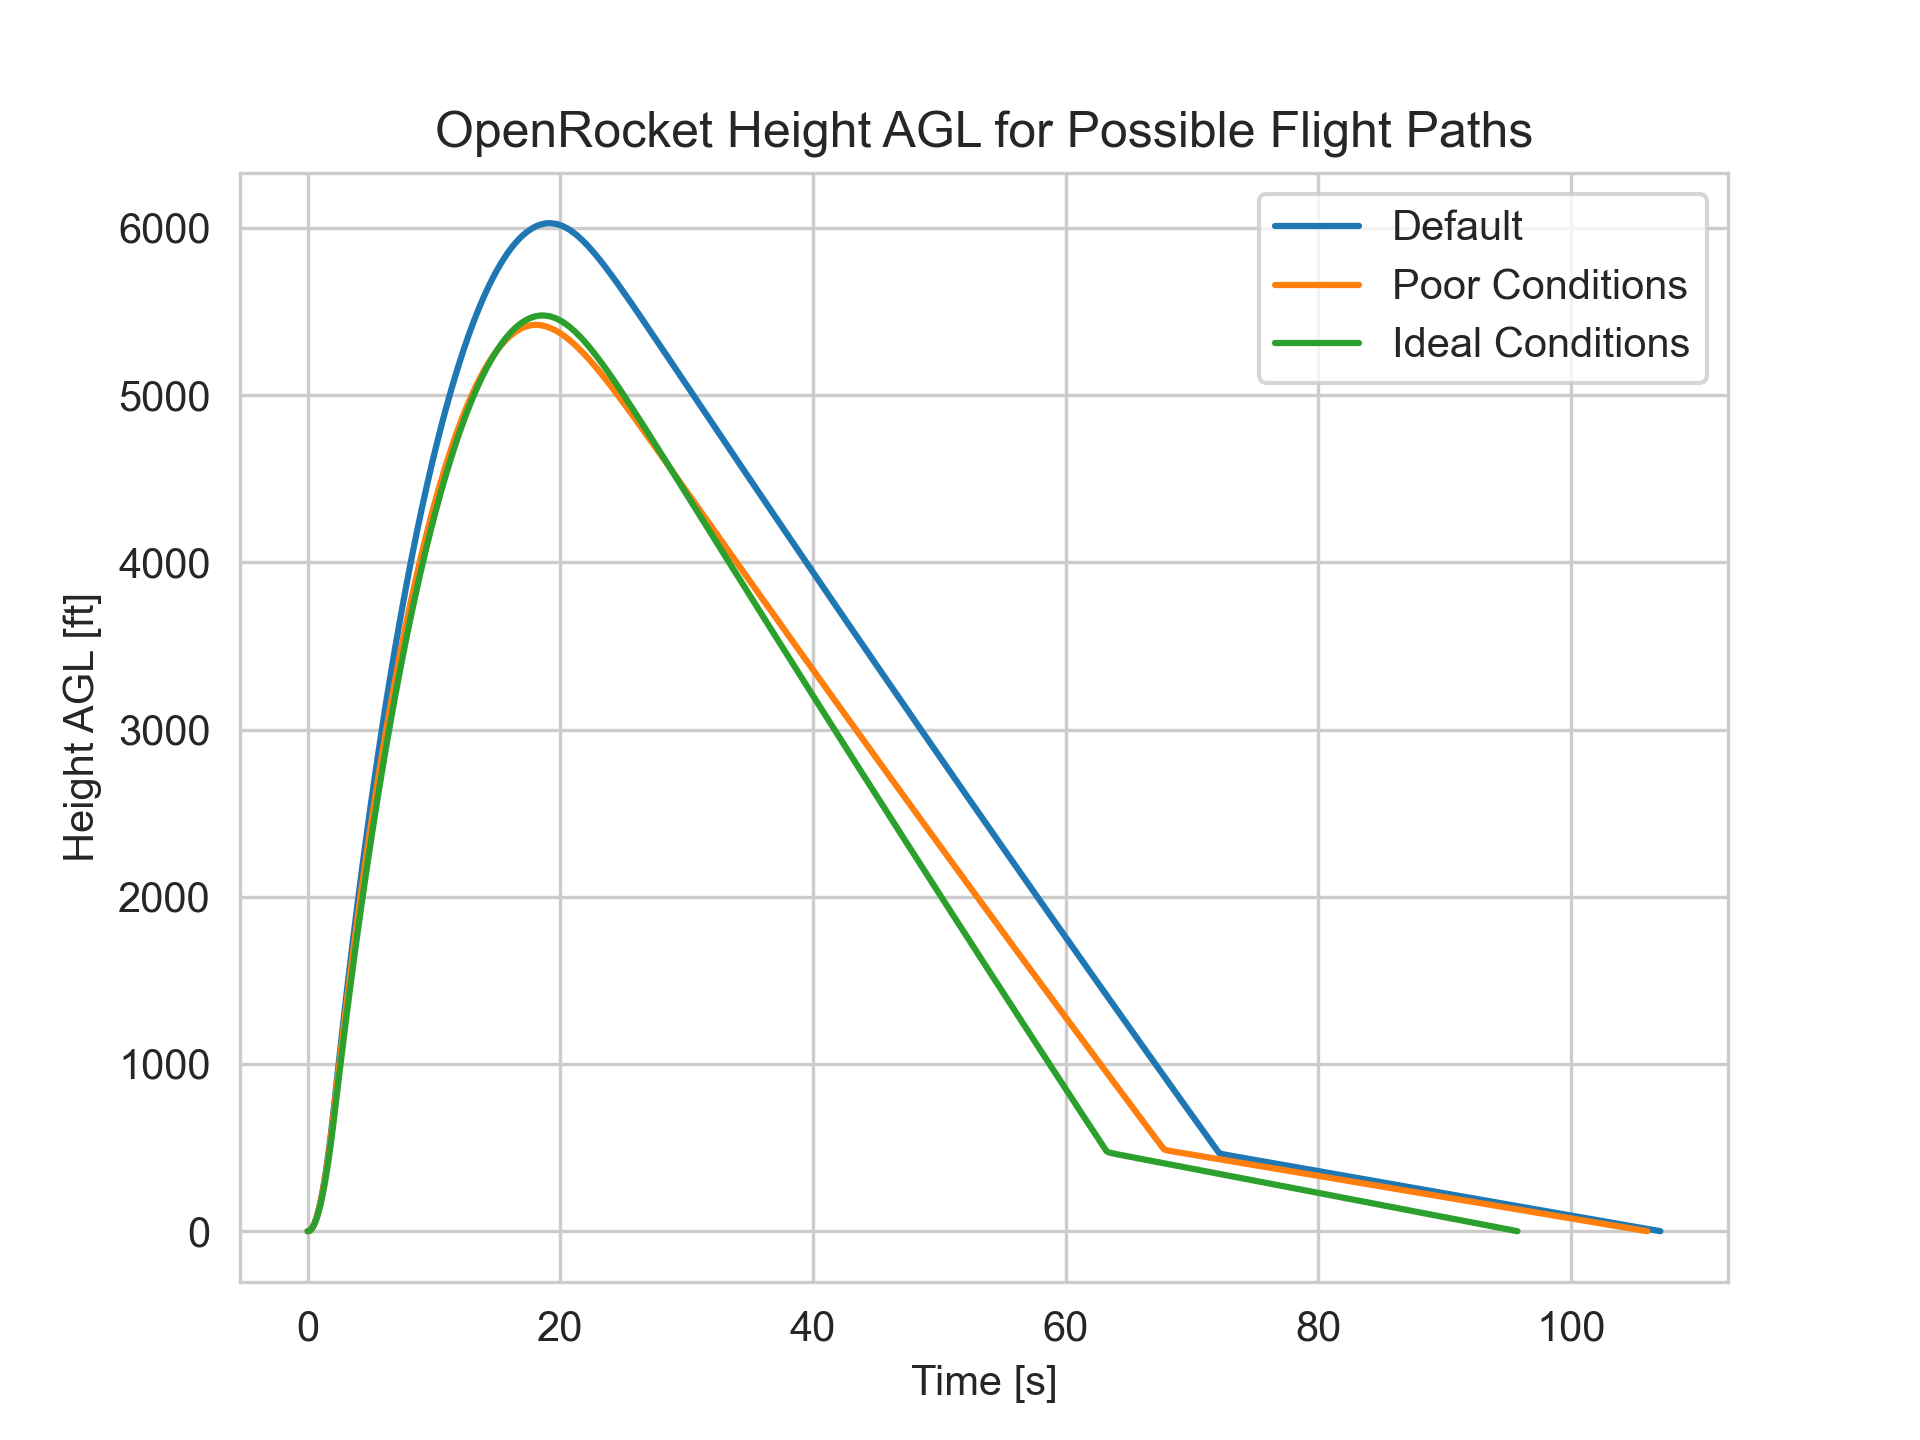 OpenRocket Height AGL for Possible Flight Paths
Default
Poor Conditions
Ideal Conditions
6000
5000
4000
3000
2000
1000
0
Height AGL [ft]
0 20 40 60 80 100
Time [s]